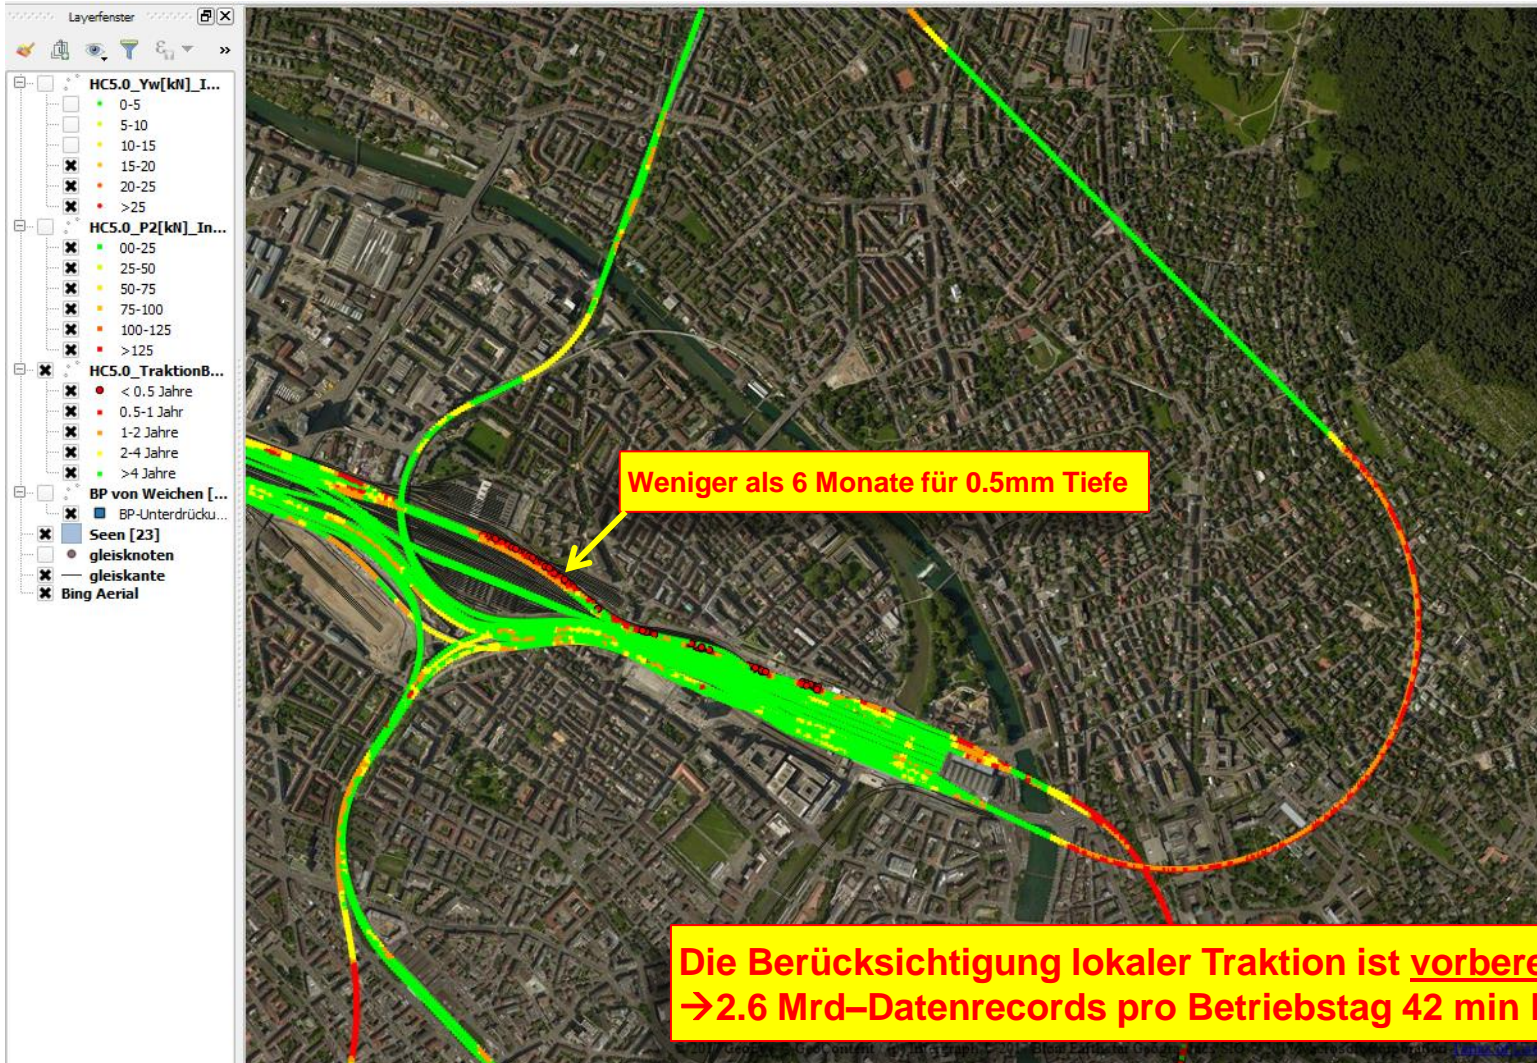 Layerfenster
»
HC5.0_Yw[kN]_I...
0-5
5-10
10-15
15-20
20-25
>25
HC5.0_P2[kN]_In...
00-25
25-50
50-75
75-100
100-125
>125
HC5.0_TraktionB...
< 0.5 Jahre
0.5-1 Jahr
1-2 Jahre
2-4 Jahre
>4 Jahre
BP von Weichen [...
BP-Unterdrücku...
Seen [23]
gleisknoten
gleiskante
Bing Aerial
Weniger als 6 Monate für 0.5mm Tiefe
Die Berücksichtigung lokaler Traktion ist vorbere
→2.6 Mrd–Datenrecords pro Betriebstag 42 min